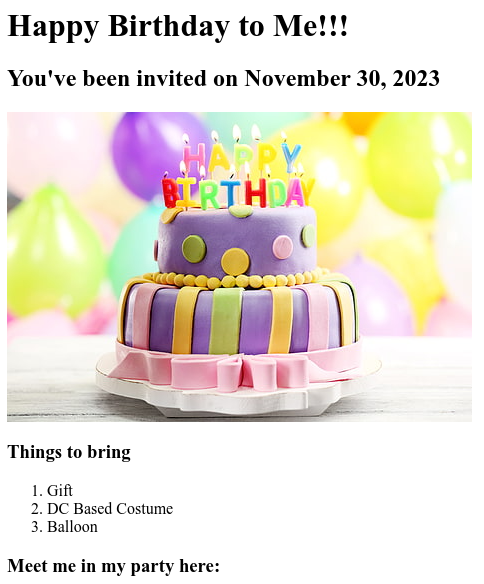 Happy Birthday to Me!!!
You've been invited on November 30, 2023
HAPPY
BIRTHDAY
Things to bring
1. Gift
2. DC Based Costume
3. Balloon
Meet me in my party here: